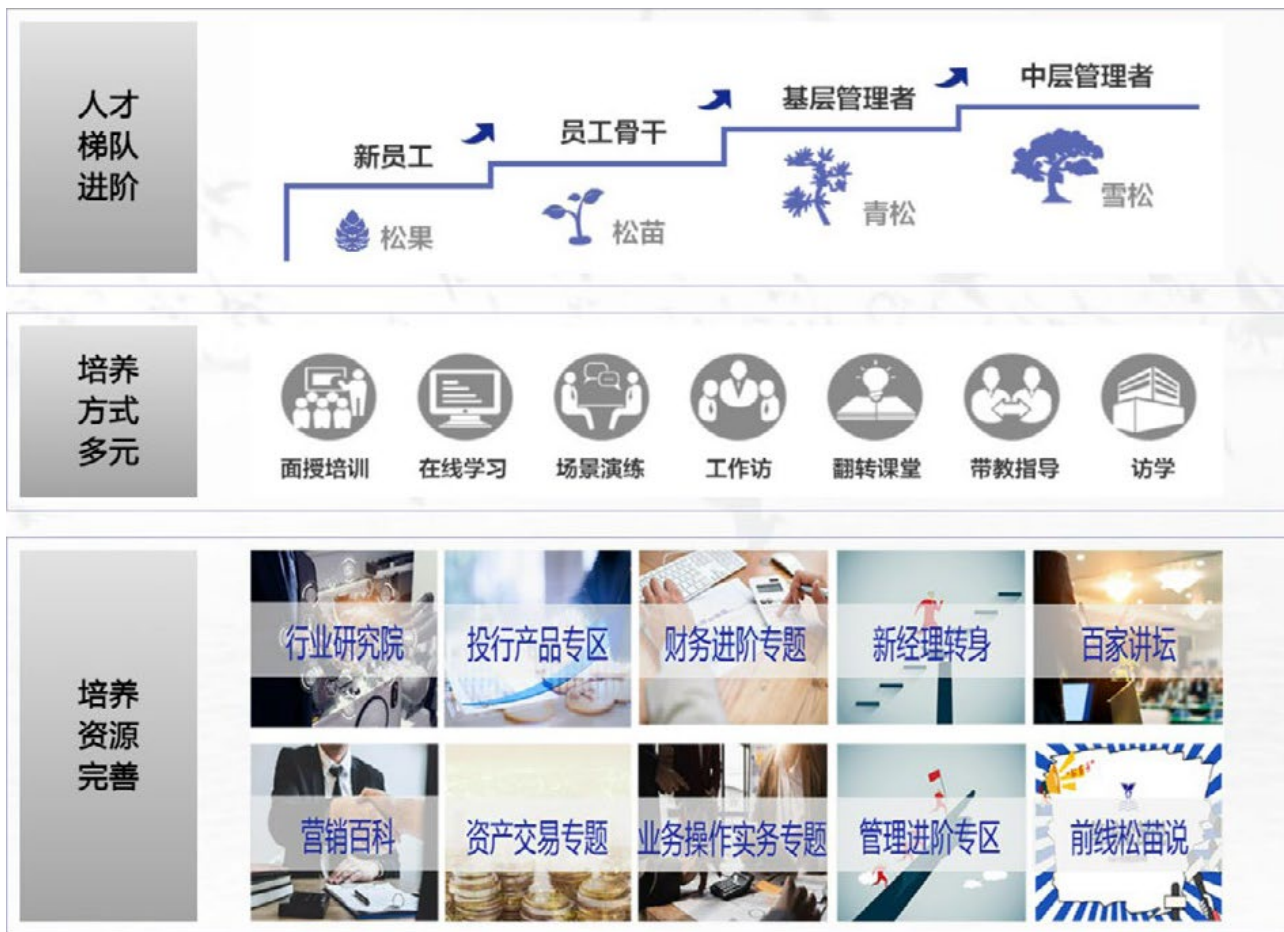 人才
梯队
进阶
新员工
员工骨干
基层管理者
中层管理者
松果
松苗
青松
雪松
培养
方式
多元
面授培训
在线学习
场景演练
工作访
翻转课堂
带教指导
访学
培养
资源
完善
行业研究院
投行产品专区
财务进阶专题
新经理转身
百家讲坛
营销百科
资产交易专题
业务操作实务专题
管理进阶专区
前线松苗说